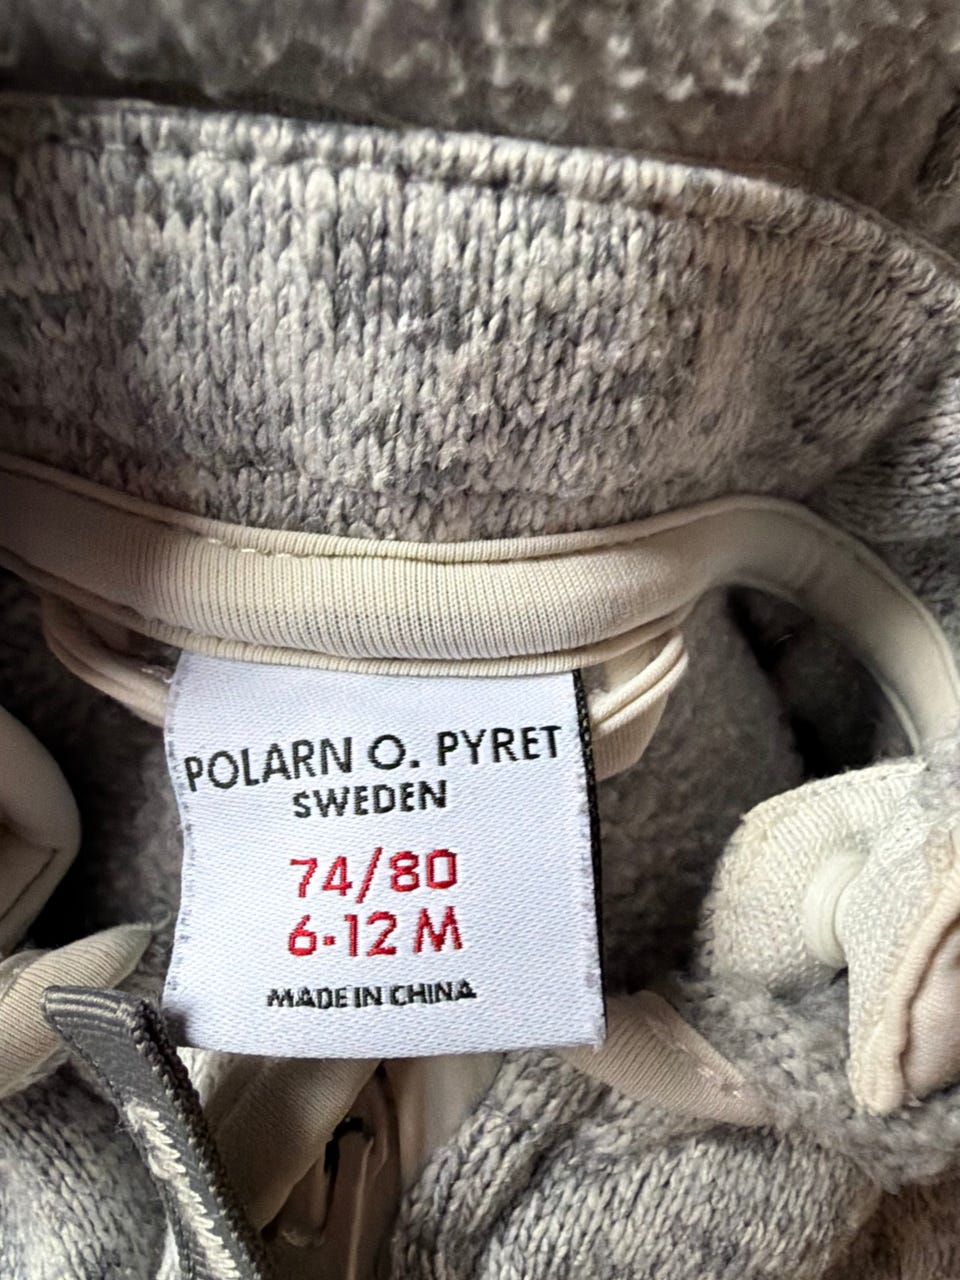 POLARN O. PYRET
SWEDEN
74/80
6-12 M
MADE IN CHINA